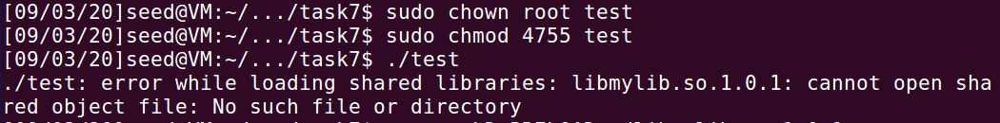 [09/03/20]seed@VM:~/.../task7$ sudo chown root test
[09/03/20]seed@VM:~/.../task7$ sudo chmod 4755 test
[09/03/20]seed@VM:~/.../task7$ ./test
./test: error while loading shared libraries: libmylib.so.1.0.1: cannot open sha
red object file: No such file or directory